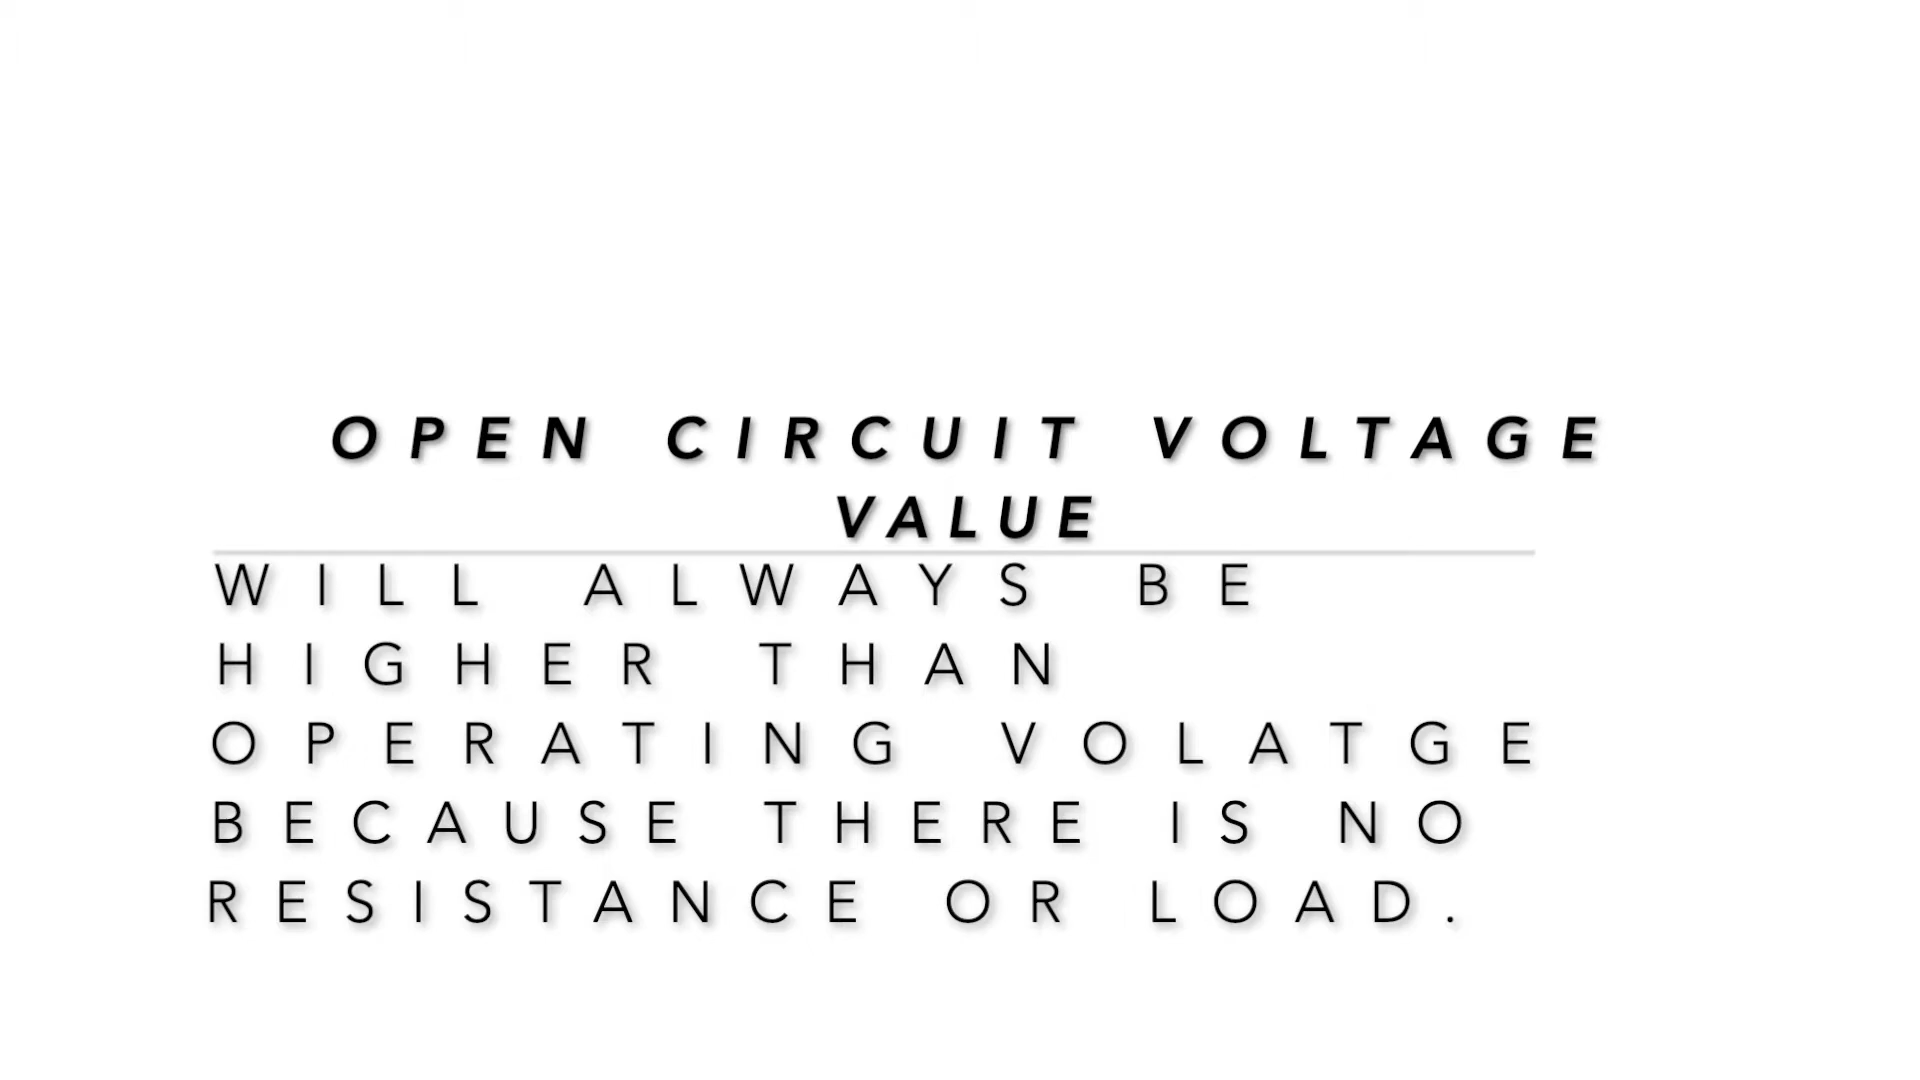 OPEN CIRCUIT VOLTAGE
VALUE
WILL ALWAYS BE
HIGHER THAN
OPERATING VOLATGE
BECAUSE THERE IS NO
RESISTANCE OR LOAD.